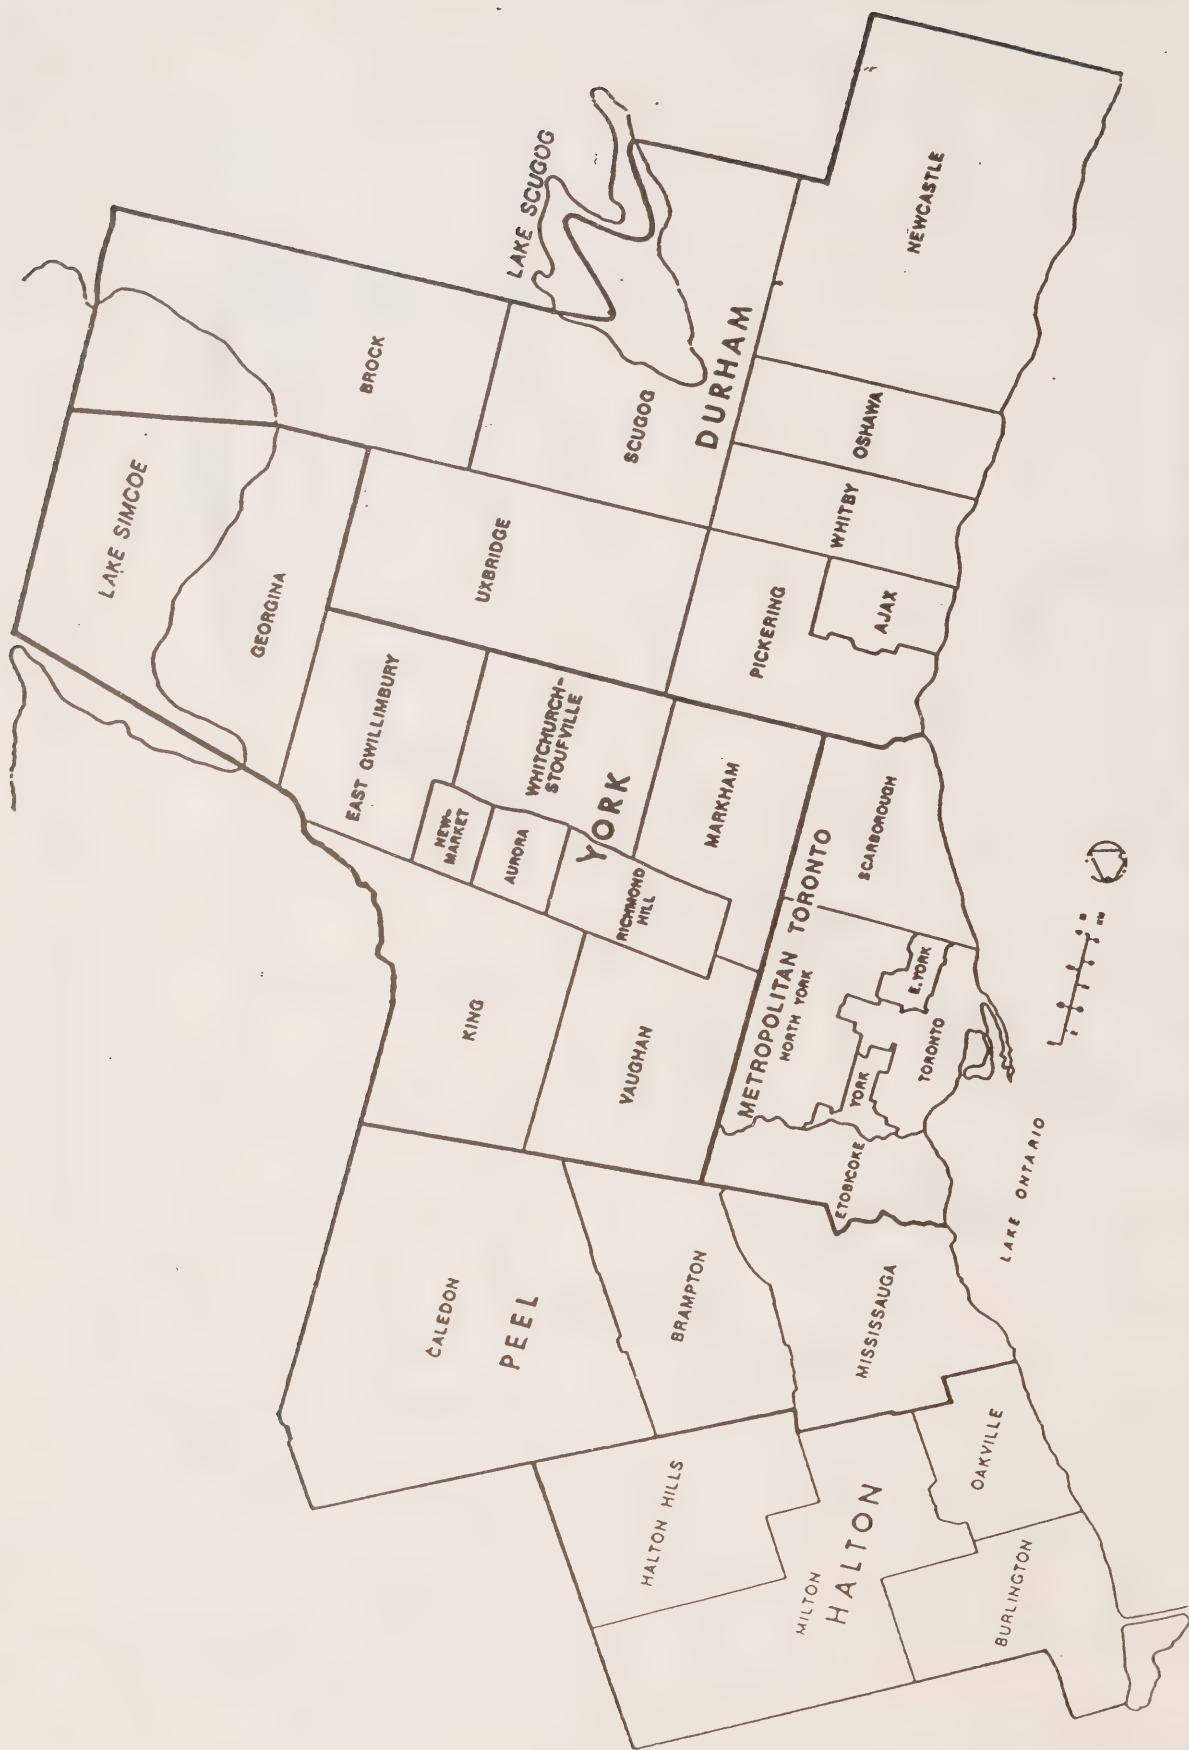 LAKE SIMCOE
GEORGINA
BROCK
LAKE SCUGOG
SCUGOG
UXBRIDGE
DURHAM
NEWCASTLE
OSHAWA
WHITBY
AJAX
PICKERING
EAST GWILLIMBURY
WHITCHURCH-
STOUFVILLE
NEW-
MARKET
AURORA
YORK
RICHMOND
HILL
MARKHAM
KING
VAUGHAN
METROPOLITAN TORONTO
NORTH YORK
SCARBOROUGH
E.YORK
YORK
TORONTO
ETOBICOKE
CALEDON
PEEL
BRAMPTON
MISSISSAUGA
HALTON HILLS
MILTON
HALTON
OAKVILLE
BURLINGTON
LAKE ONTARIO